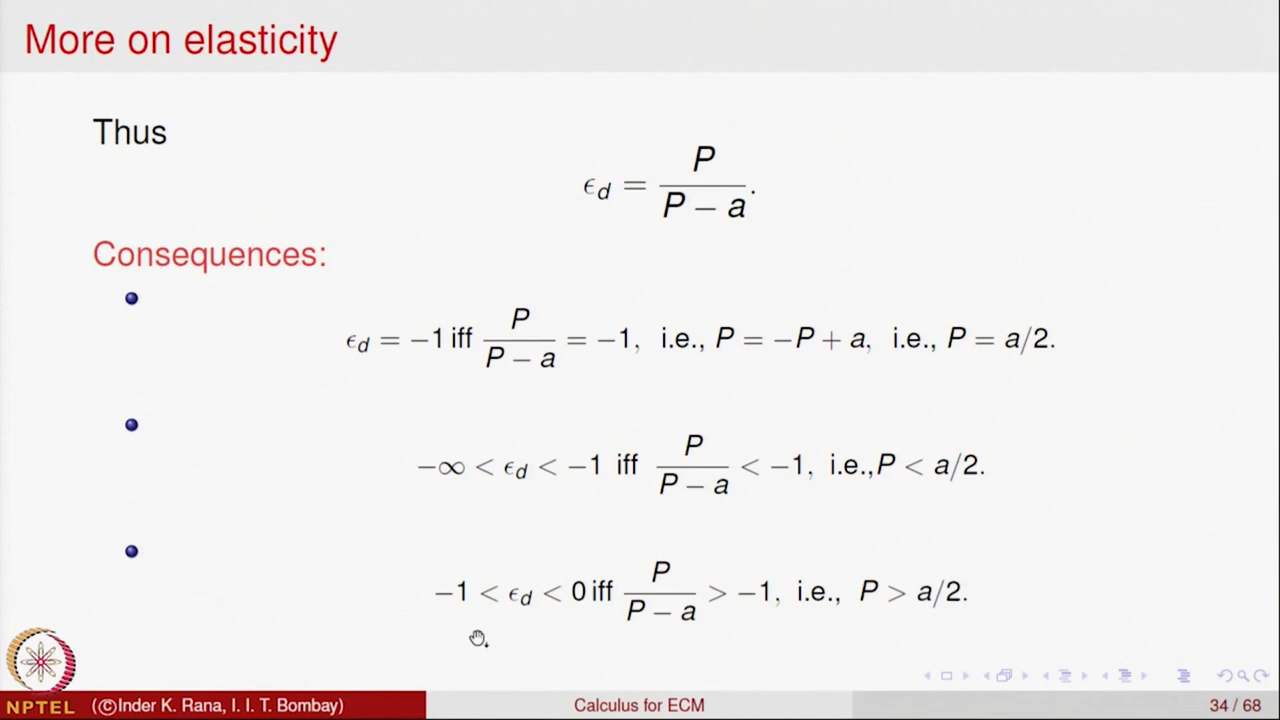 More on elasticity
Thus
ϵ_d = P / (P − a).
Consequences:
ϵ_d = −1 iff P / (P − a) = −1, i.e., P = −P + a, i.e., P = a/2.
−∞ < ϵ_d < −1 iff P / (P − a) < −1, i.e.,P < a/2.
−1 < ϵ_d < 0 iff P / (P − a) > −1, i.e., P > a/2.
NPTEL (©Inder K. Rana, I. I. T. Bombay) Calculus for ECM 34 / 68